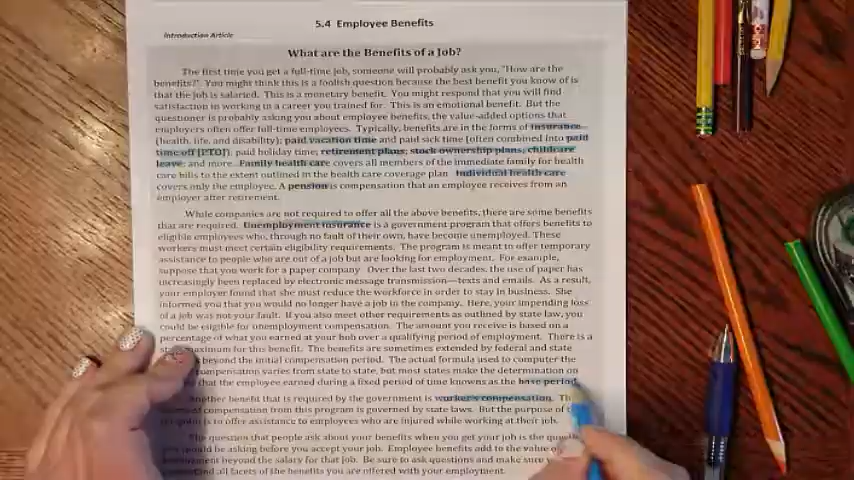 5.4 Employee Benefits
Introduction Article
What are the Benefits of a Job?
The first time you get a full-time job, someone will probably ask you, "How are the
benefits?". You might think this is a foolish question because the best benefit you know of is
that the job is salaried. This is a monetary benefit. You might respond that you will find
satisfaction in working in a career you trained for. This is an emotional benefit. But the
questioner is probably asking you about employee benefits, the value-added options that
employers often offer full-time employees. Typically, benefits are in the forms of insurance
(health, life, and disability); paid vacation time and paid sick time [often combined into paid
time off [PTO]); paid holiday time; retirement plans; stock ownership plans; childcare
leave; and more. Family health care covers all members of the immediate family for health
care bills to the extent outlined in the health care coverage plan. Individual health care
covers only the employee. A pension is compensation that an employee receives from an
employer after retirement.
While companies are not required to offer all the above benefits, there are some benefits
that are required. Unemployment insurance is a government program that offers benefits to
eligible employees who, through no fault of their own, have become unemployed. These
workers must meet certain eligibility requirements. The program is meant to offer temporary
assistance to people who are out of a job but are looking for employment. For example,
suppose that you work for a paper company. Over the last two decades, the use of paper has
increasingly been replaced by electronic message transmission—texts and emails. As a result,
your employer found that she must reduce the workforce in order to stay in business. She
informed you that you would no longer have a job in the company. Here, your impending loss
of a job was not your fault. If you also meet other requirements as outlined by state law, you
could be eligible for unemployment compensation. The amount you receive is based on a
percentage of what you earned at your hob over a qualifying period of employment. There is a
maximum for this benefit. The benefits are sometimes extended by federal and state
beyond the initial compensation period. The actual formula used to compute the
compensation varies from state to state, but most states make the determination on
that the employee earned during a fixed period of time knowns as the base period.
Another benefit that is required by the government is worker's compensation. Th
of compensation from this program is governed by state laws. But the purpose of
is to offer assistance to employees who are injured while working at their job.
The question that people ask about your benefits when you get your job is the
should be asking before you accept your job. Employee benefits add to the value of
beyond the salary for that job. Be sure to ask questions and make sure
all facets of the benefits you are offered with your employment.